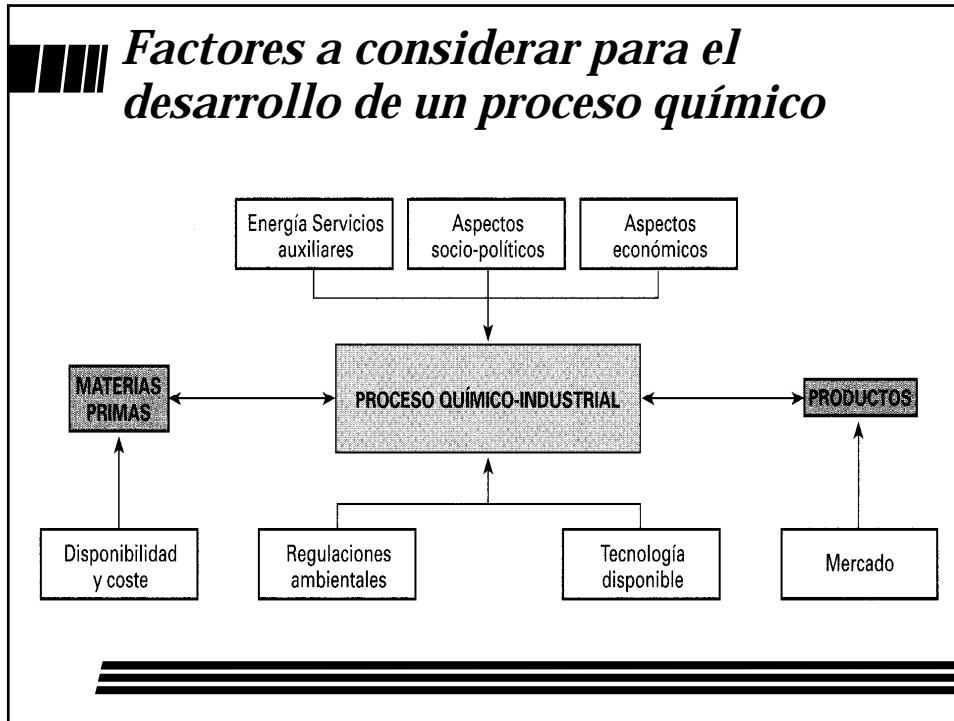 Factores a considerar para el
desarrollo de un proceso químico
Energía Servicios
auxiliares
Aspectos
socio-políticos
Aspectos
económicos
MATERIAS
PRIMAS
PROCESO QUÍMICO-INDUSTRIAL
PRODUCTOS
Disponibilidad
y coste
Regulaciones
ambientales
Tecnología
disponible
Mercado